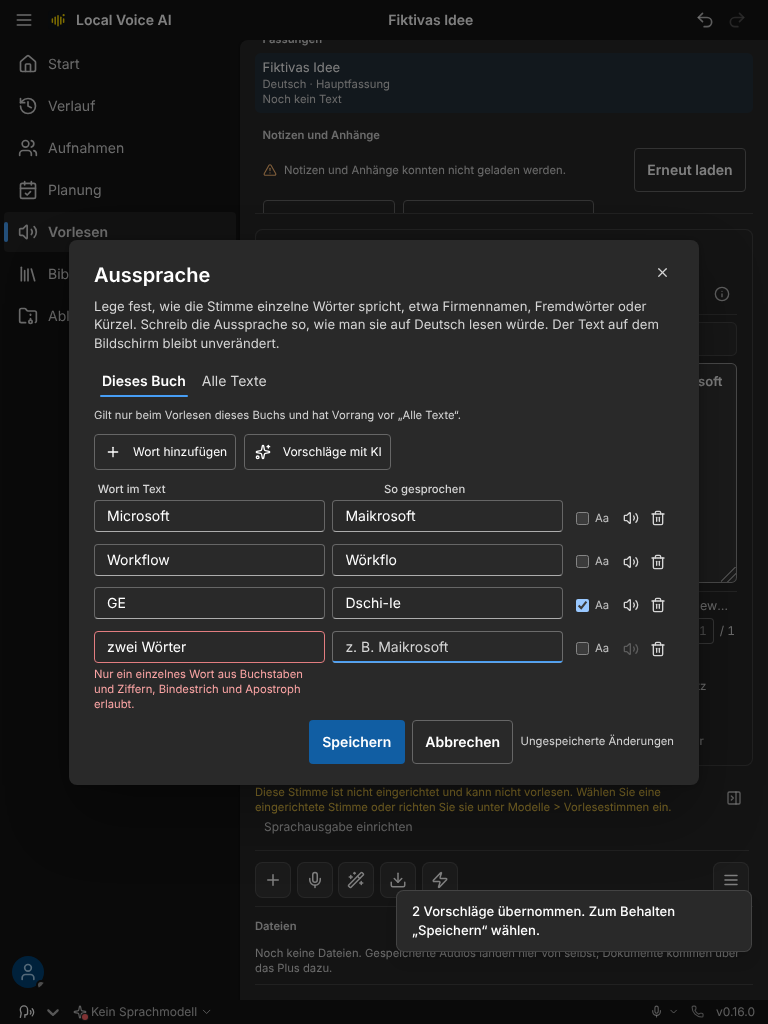 Local Voice AI
Fiktivas Idee
Start
Verlauf
Aufnahmen
Planung
Vorlesen
Bib
Abl
Fassungen
Fiktivas Idee
Deutsch · Hauptfassung
Noch kein Text
Notizen und Anhänge
Notizen und Anhänge konnten nicht geladen werden.
Erneut laden
Aussprache
Lege fest, wie die Stimme einzelne Wörter spricht, etwa Firmennamen, Fremdwörter oder
Kürzel. Schreib die Aussprache so, wie man sie auf Deutsch lesen würde. Der Text auf dem
Bildschirm bleibt unverändert.
Dieses Buch Alle Texte
Gilt nur beim Vorlesen dieses Buchs und hat Vorrang vor „Alle Texte“.
Wort hinzufügen Vorschläge mit KI
Wort im Text So gesprochen
Microsoft Maikrosoft Aa
Workflow Wörkflo Aa
GE Dschi-Ie Aa
zwei Wörter z. B. Maikrosoft Aa
Nur ein einzelnes Wort aus Buchstaben
und Ziffern, Bindestrich und Apostroph
erlaubt.
Speichern Abbrechen Ungespeicherte Änderungen
soft
ew...
1 / 1
z
r
Diese Stimme ist nicht eingerichtet und kann nicht vorlesen. Wählen Sie eine
eingerichtete Stimme oder richten Sie sie unter Modelle > Vorlesestimmen ein.
Sprachausgabe einrichten
2 Vorschläge übernommen. Zum Behalten
„Speichern“ wählen.
Dateien
Noch keine Dateien. Gespeicherte Audios landen hier von selbst; Dokumente kommen über
das Plus dazu.
Kein Sprachmodell
v0.16.0